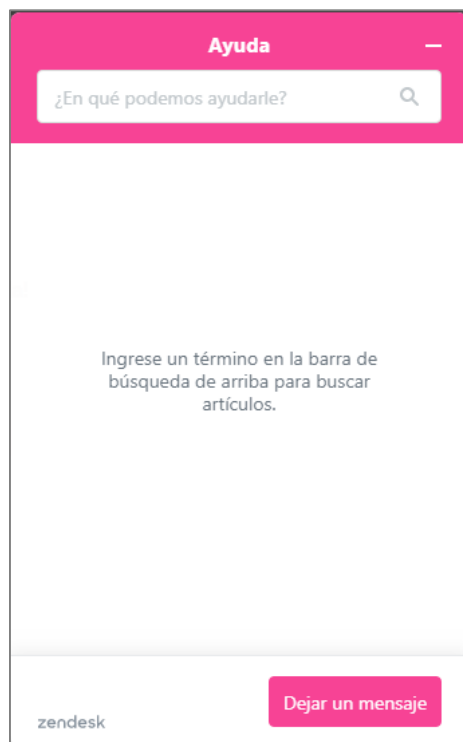 Ayuda
¿En qué podemos ayudarle?
Ingrese un término en la barra de
búsqueda de arriba para buscar
artículos.
Dejar un mensaje
zendesk